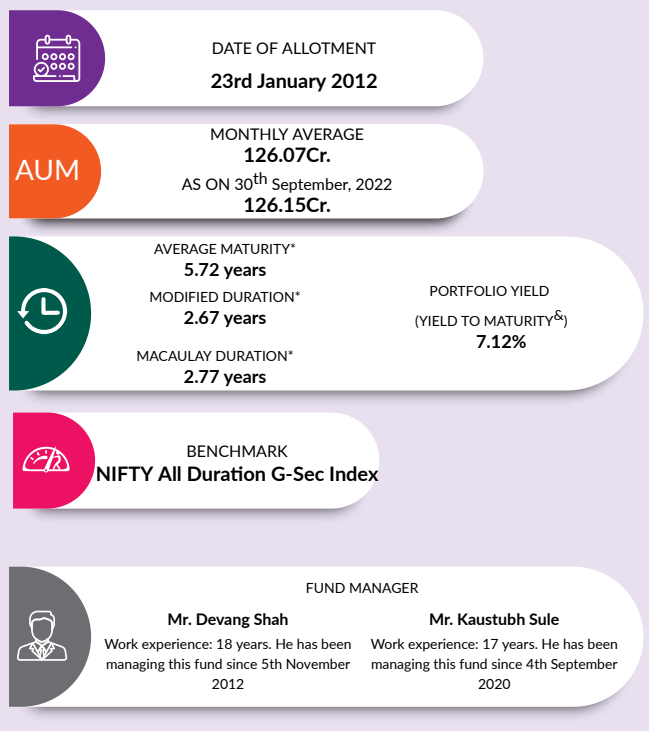 DATE OF ALLOTMENT
23rd January 2012
AUM
MONTHLY AVERAGE
126.07Cr.
AS ON 30th September, 2022
126.15Cr.
AVERAGE MATURITY*
5.72 years
MODIFIED DURATION*
2.67 years
MACAULAY DURATION*
2.77 years
PORTFOLIO YIELD
(YIELD TO MATURITY&)
7.12%
BENCHMARK
NIFTY All Duration G-Sec Index
FUND MANAGER
Mr. Devang Shah
Work experience: 18 years. He has been
managing this fund since 5th November
2012
Mr. Kaustubh Sule
Work experience: 17 years. He has been
managing this fund since 4th September
2020